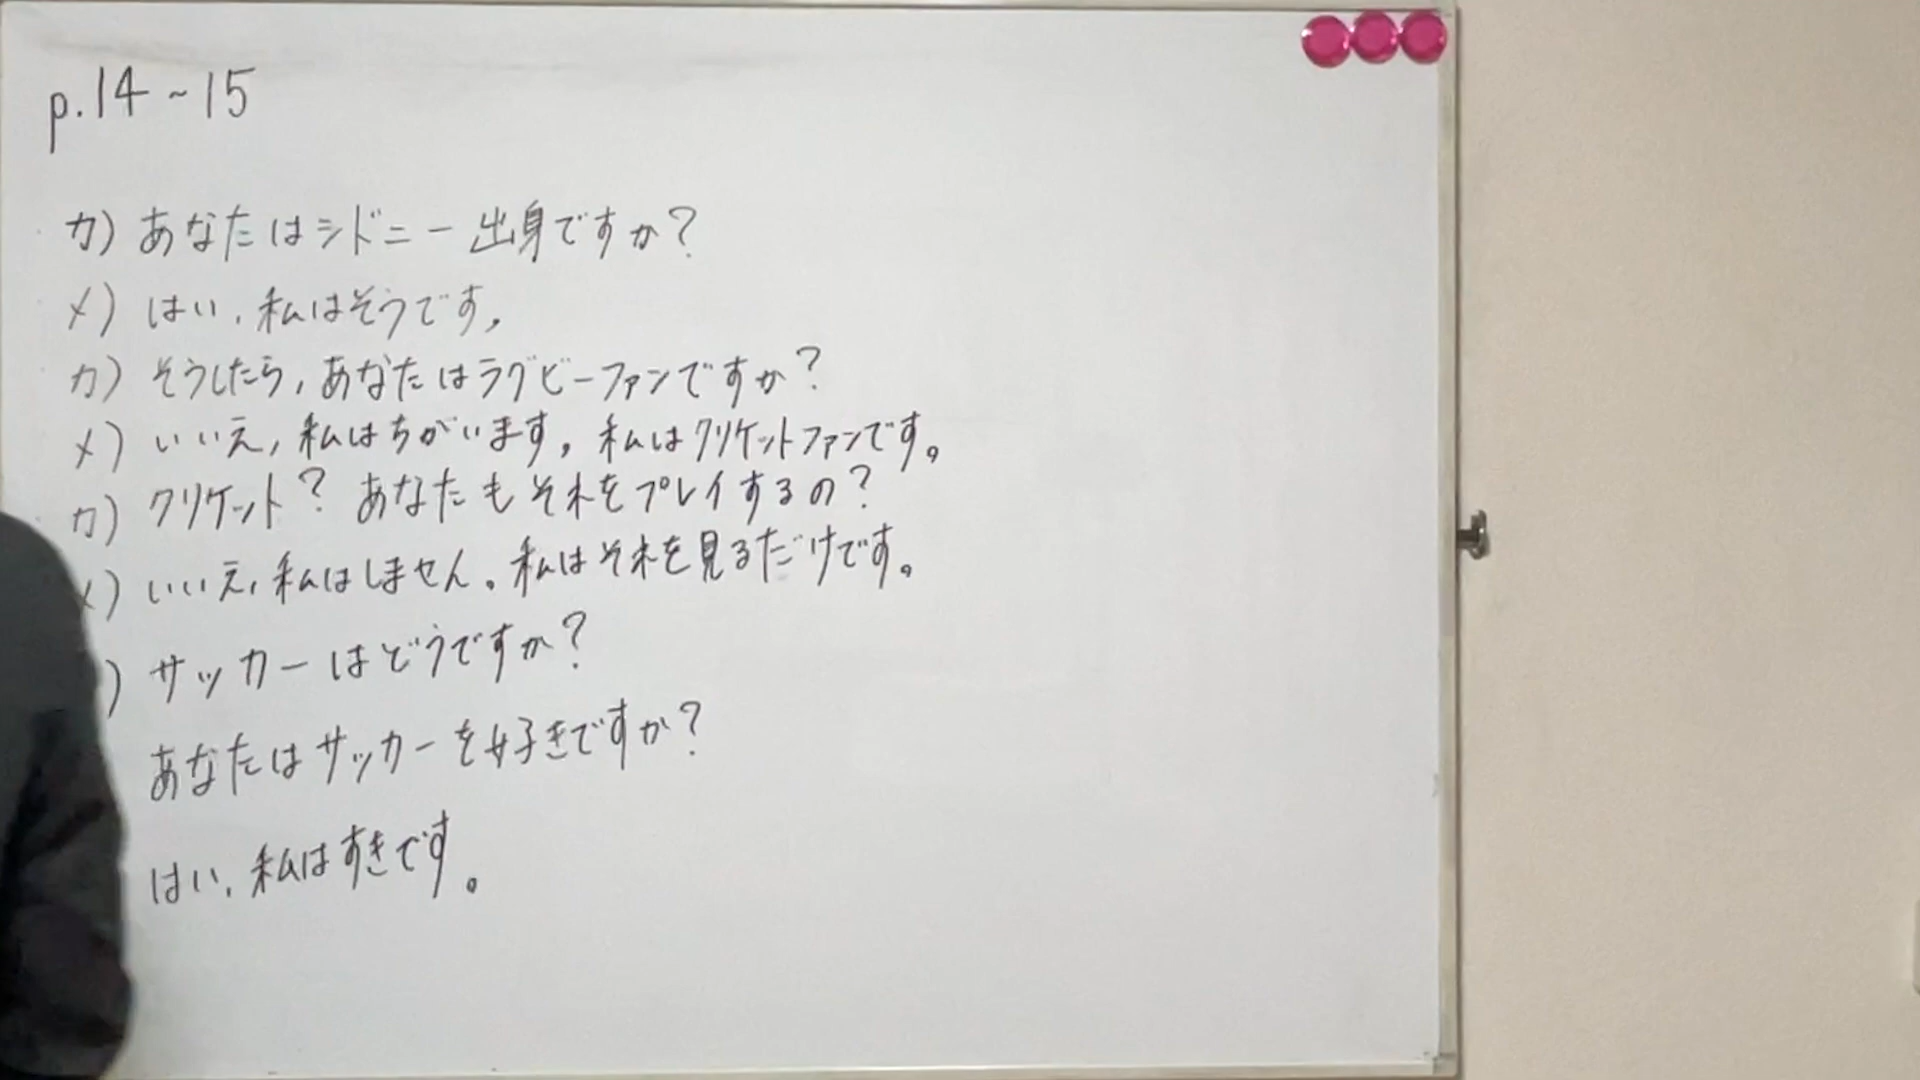 p.14～15
カ) あなたはシドニー出身ですか?
メ) はい, 私はそうです。
カ) そうしたら, あなたはラグビーファンですか?
メ) いいえ, 私はちがいます。私はクリケットファンです。
カ) クリケット? あなたもそれをプレイするの?
メ) いいえ, 私はしません。私はそれを見るだけです。
) サッカーはどうですか?
あなたはサッカーを好きですか?
はい, 私はすきです。